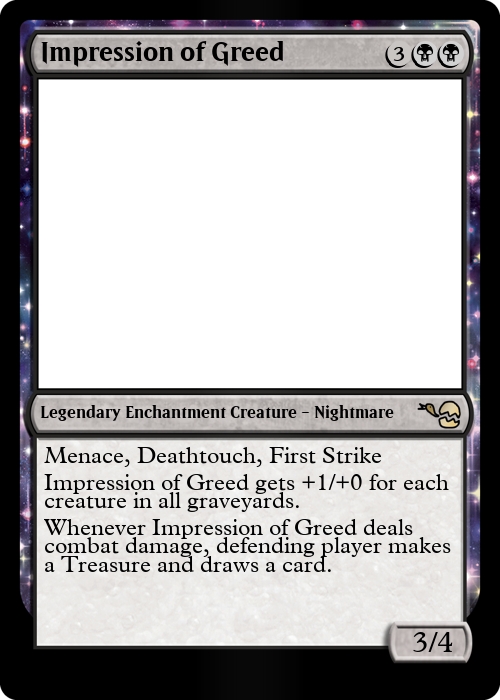 Impression of Greed 3
Legendary Enchantment Creature – Nightmare
Menace, Deathtouch, First Strike
Impression of Greed gets +1/+0 for each
creature in all graveyards.
Whenever Impression of Greed deals
combat damage, defending player makes
a Treasure and draws a card.
3/4